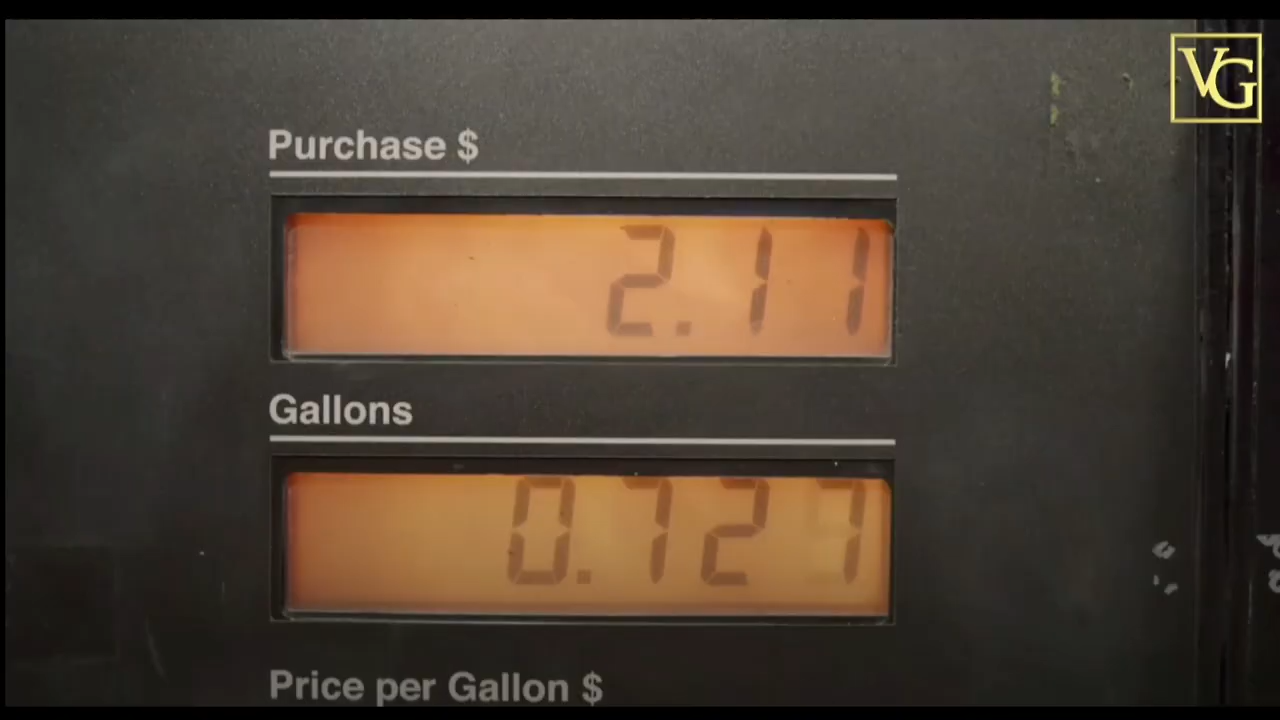 VG
Purchase $
2.11
Gallons
0.727
Price per Gallon $